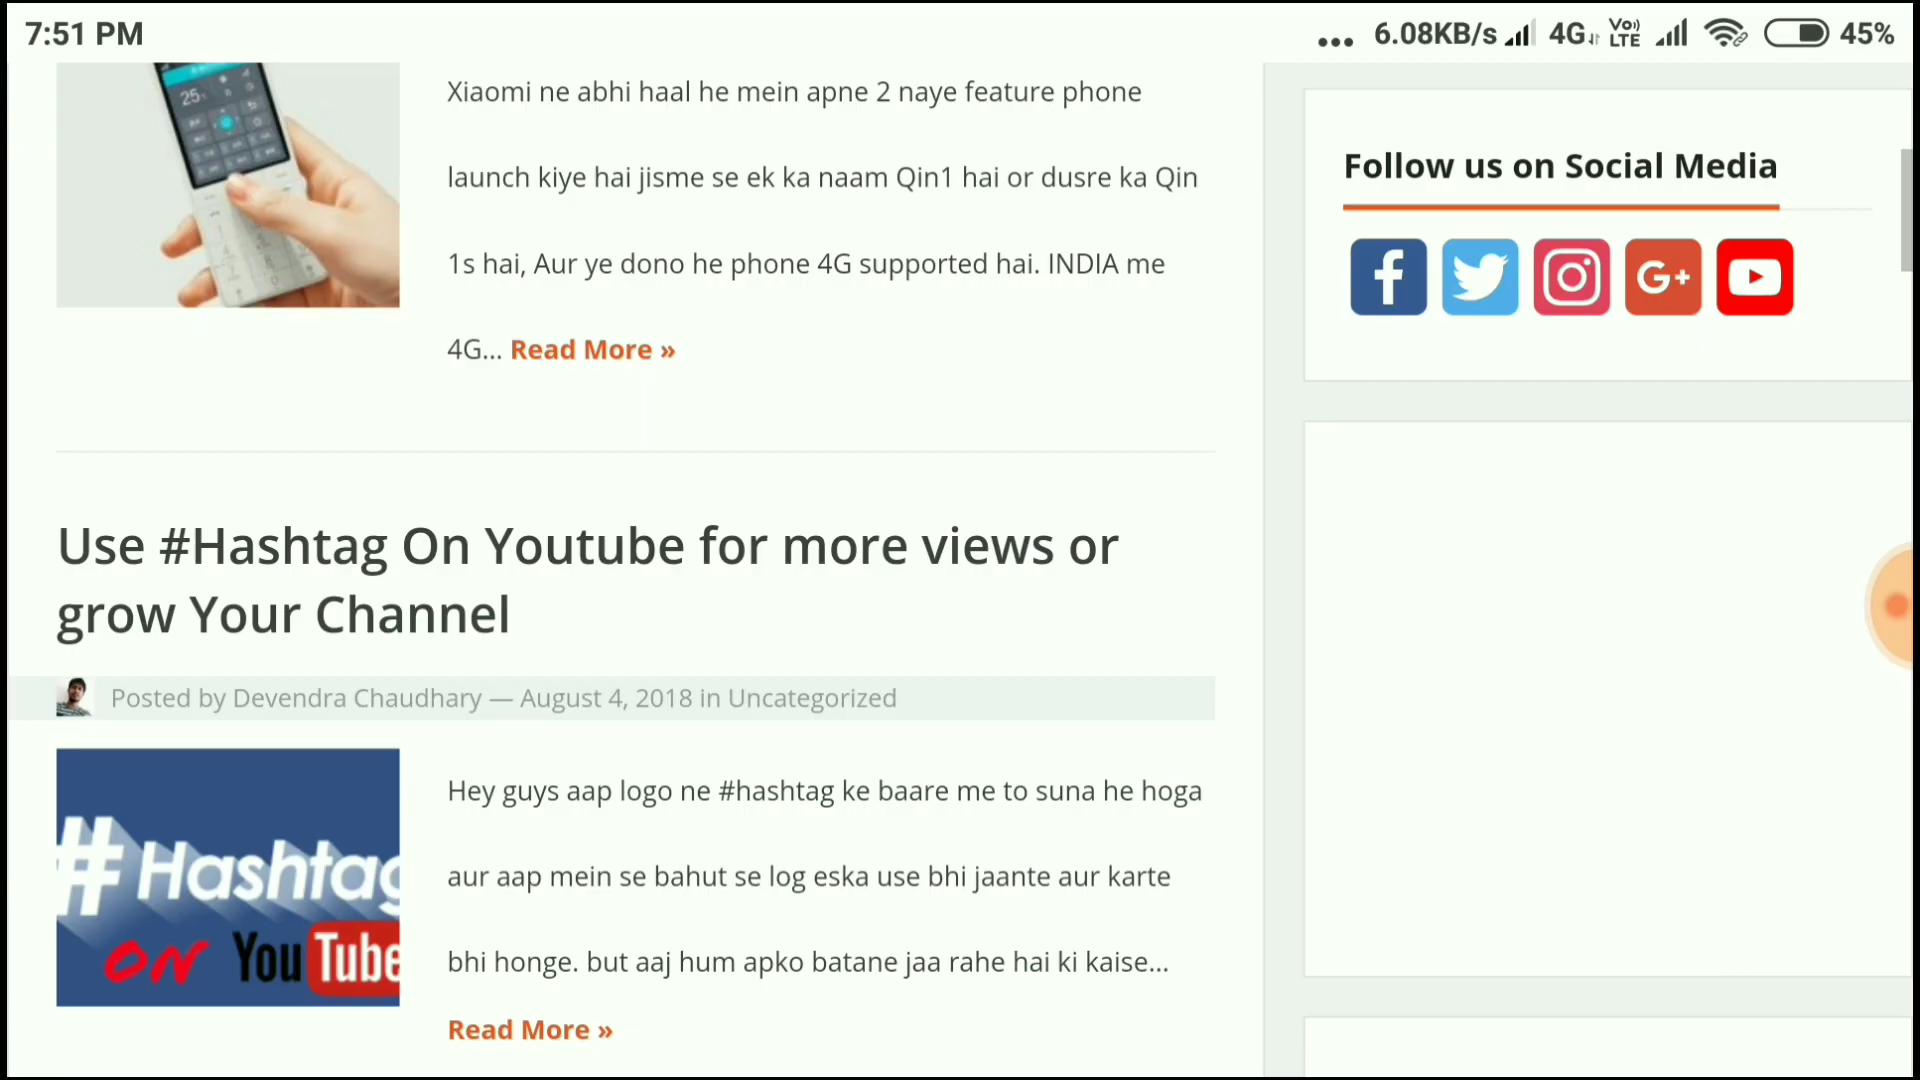 7:51 PM
... 6.08KB/s 4G VoLTE 45%
25
Xiaomi ne abhi haal he mein apne 2 naye feature phone
launch kiye hai jisme se ek ka naam Qin1 hai or dusre ka Qin
1s hai, Aur ye dono he phone 4G supported hai. INDIA me
4G... Read More »
Follow us on Social Media
G+
Use #Hashtag On Youtube for more views or
grow Your Channel
Posted by Devendra Chaudhary — August 4, 2018 in Uncategorized
#Hashtag
ON YouTube
Hey guys aap logo ne #hashtag ke baare me to suna he hoga
aur aap mein se bahut se log eska use bhi jaante aur karte
bhi honge. but aaj hum apko batane jaa rahe hai ki kaise...
Read More »